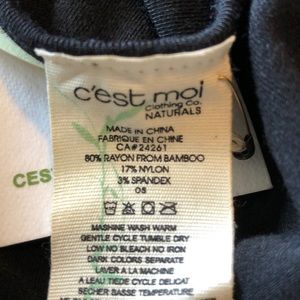 c'est moi
Clothing Co.
NATURALS
MADE IN CHINA
FABRIQUE EN CHINE
CA#24261
80% RAYON FROM BAMBOO
17% NYLON
3% SPANDEX
OS
CES
MASHINE WASH WARM
GENTLE CYCLE TUMBLE DRY
LOW NO BLEACH NO IRON
DARK COLORS SEPARATE
LAVER A LA MACHINE
A LEAU TIEDE CYCLE DELICAT
SECHER BASSE TEMPERATURE